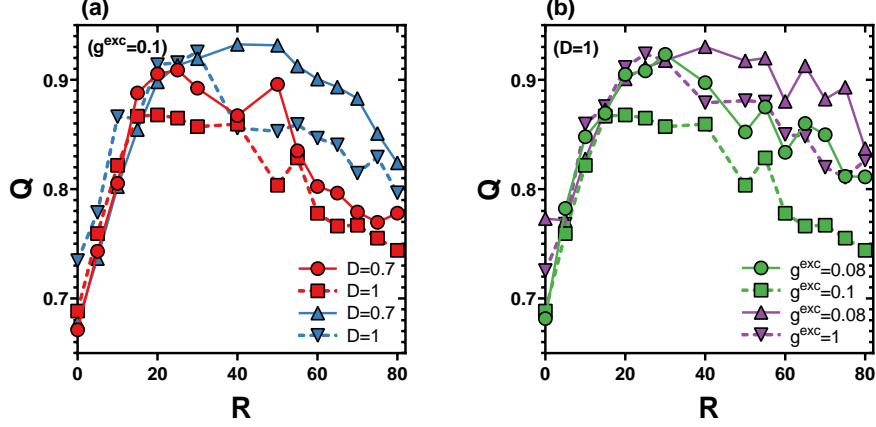 (a)
(b)
(g^exc=0.1)
(D=1)
0.9
0.8
0.7
Q
D=0.7
D=1
D=0.7
D=1
0 20 40 60 80
R
0.9
0.8
0.7
Q
g^exc=0.08
g^exc=0.1
g^exc=0.08
g^exc=1
0 20 40 60 80
R